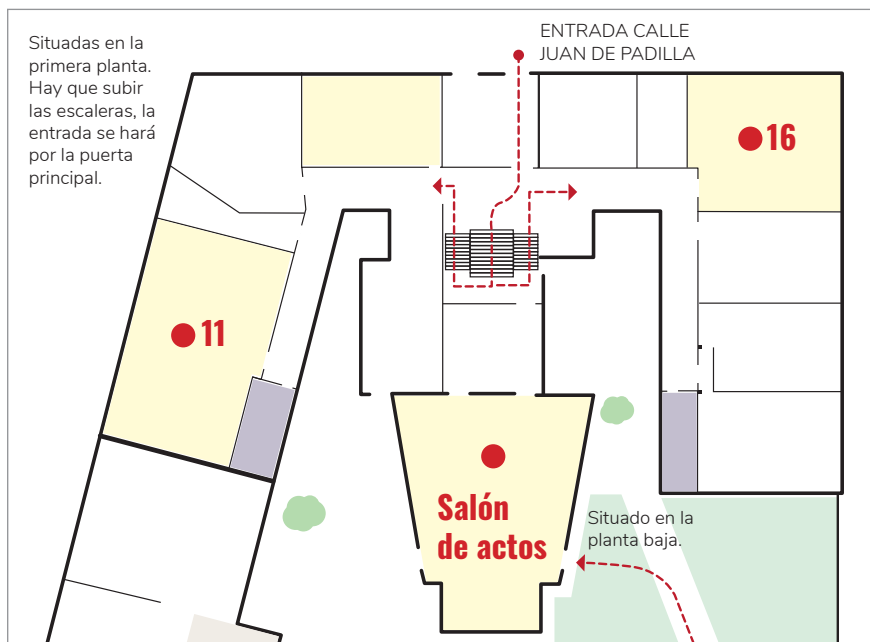 Situadas en la
primera planta.
Hay que subir
las escaleras, la
entrada se hará
por la puerta
principal.
ENTRADA CALLE
JUAN DE PADILLA
16
11
Salón
de actos
Situado en la
planta baja.